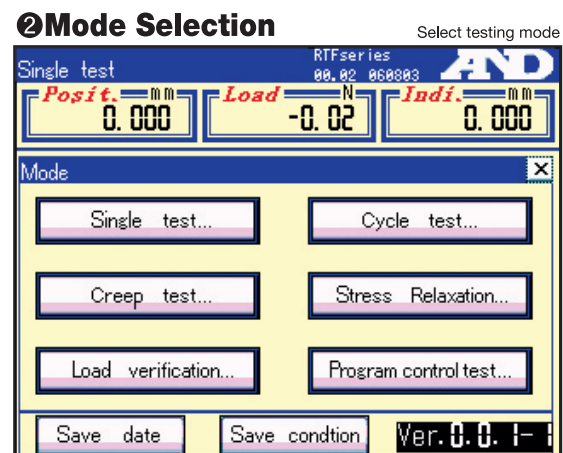 ❷Mode Selection
Select testing mode
Single test
RTFseries
00.02 060803
AND
Posit. mm
Load N
Indi. mm
0.000
-0.02
0.000
Mode
×
Single test...
Cycle test...
Creep test...
Stress Relaxation...
Load verification...
Program control test...
Save date
Save condtion
Ver.0.0.1-1